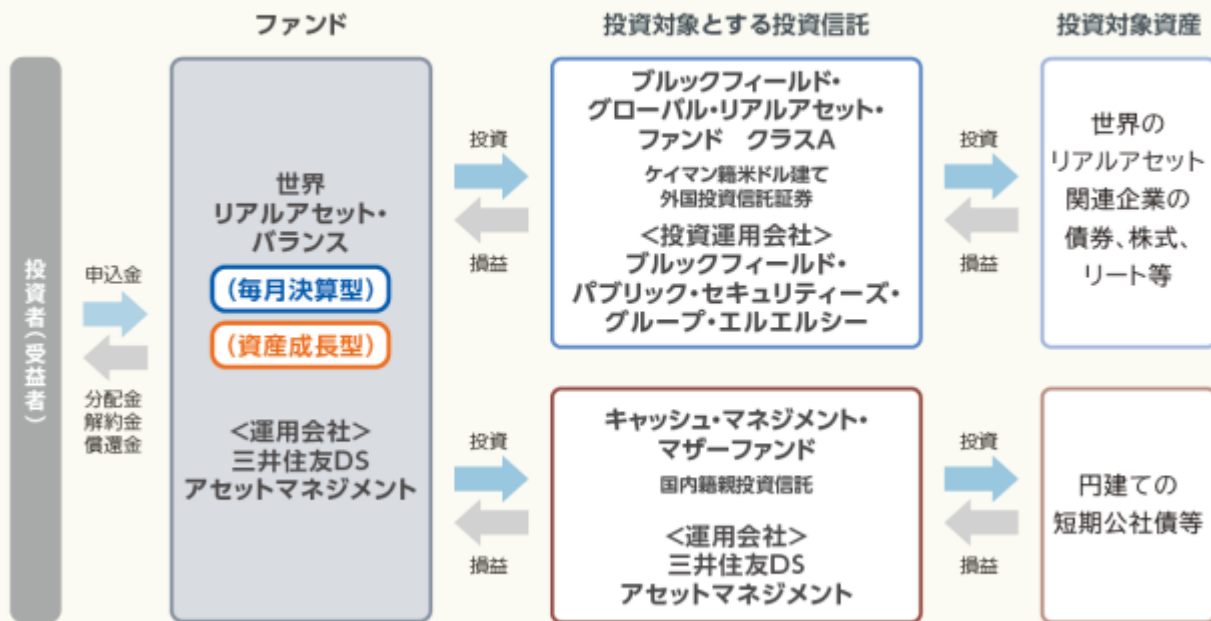 ファンド
投資対象とする投資信託
投資対象資産
投資者（受益者）
申込金
分配金
解約金
償還金
世界
リアルアセット・
バランス
（毎月決算型）
（資産成長型）
＜運用会社＞
三井住友DS
アセットマネジメント
投資
損益
ブルックフィールド・
グローバル・リアルアセット・
ファンド　クラスA
ケイマン籍米ドル建て
外国投資信託証券
＜投資運用会社＞
ブルックフィールド・
パブリック・セキュリティーズ・
グループ・エルエルシー
投資
損益
世界の
リアルアセット
関連企業の
債券、株式、
リート等
投資
損益
キャッシュ・マネジメント・
マザーファンド
国内籍親投資信託
＜運用会社＞
三井住友DS
アセットマネジメント
投資
損益
円建ての
短期公社債等